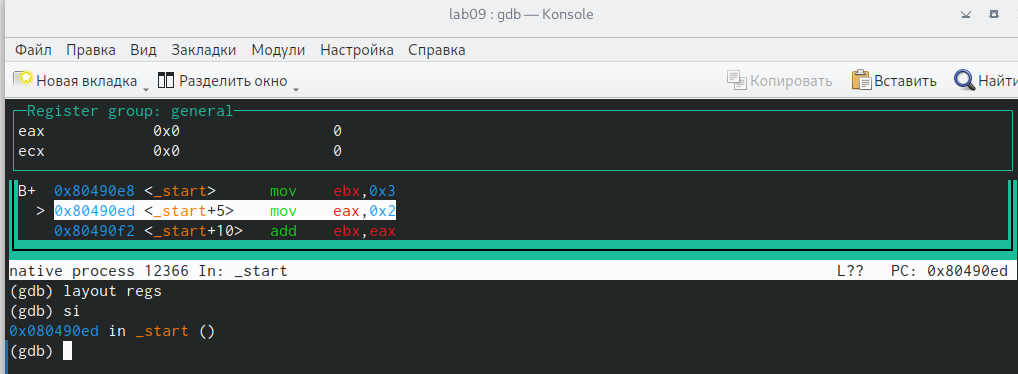 lab09 : gdb — Konsole
Файл Правка Вид Закладки Модули Настройка Справка
Новая вкладка Разделить окно Копировать Вставить Найти
Register group: general
eax 0x0 0
ecx 0x0 0
B+ 0x80490e8 <_start> mov ebx,0x3
> 0x80490ed <_start+5> mov eax,0x2
0x80490f2 <_start+10> add ebx,eax
native process 12366 In: _start L?? PC: 0x80490ed
(gdb) layout regs
(gdb) si
0x080490ed in _start ()
(gdb)